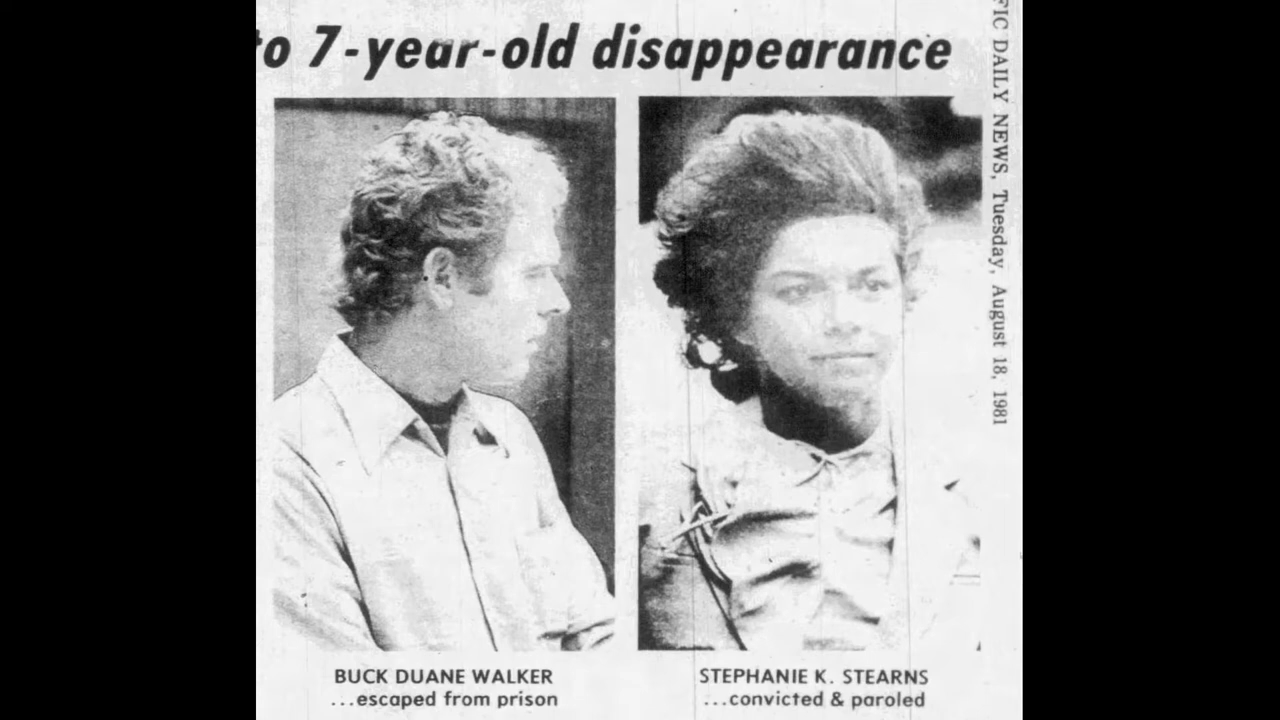 to 7-year-old disappearance
FIC DAILY NEWS, Tuesday, August 18, 1981
BUCK DUANE WALKER
...escaped from prison
STEPHANIE K. STEARNS
...convicted & paroled